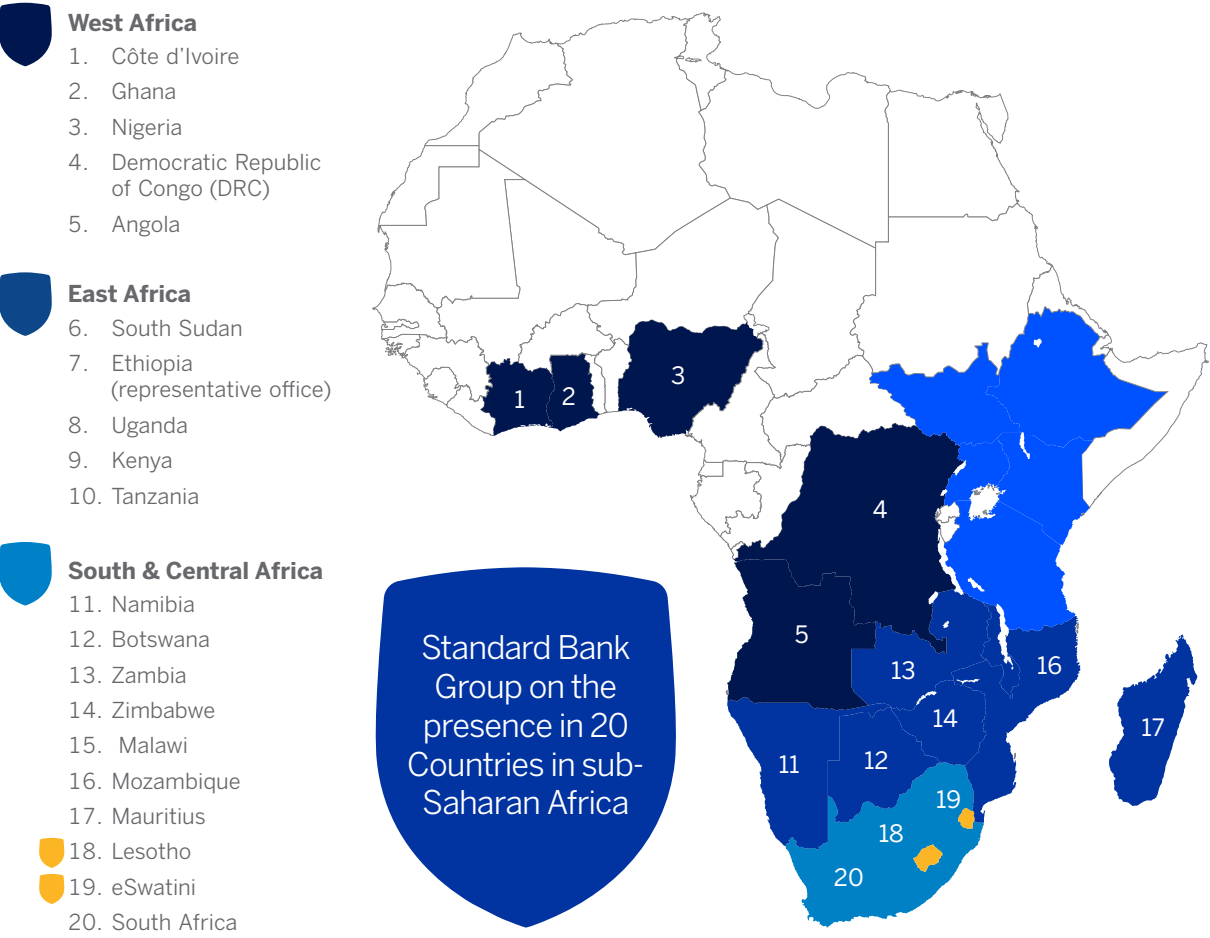 West Africa
1. Côte d'Ivoire
2. Ghana
3. Nigeria
4. Democratic Republic
of Congo (DRC)
5. Angola
East Africa
6. South Sudan
7. Ethiopia
(representative office)
8. Uganda
9. Kenya
10. Tanzania
South & Central Africa
11. Namibia
12. Botswana
13. Zambia
14. Zimbabwe
15. Malawi
16. Mozambique
17. Mauritius
18. Lesotho
19. eSwatini
20. South Africa
Standard Bank
Group on the
presence in 20
Countries in sub-
Saharan Africa
1
2
3
4
5
13
16
14
17
11
12
19
18
20